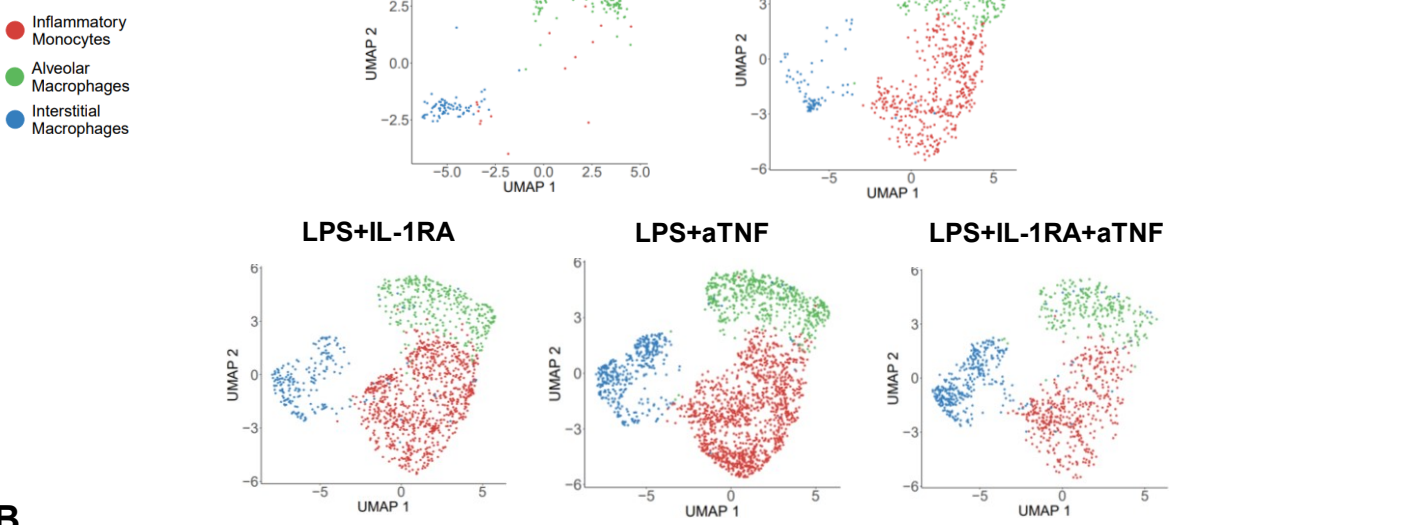 Inflammatory
Monocytes
Alveolar
Macrophages
Interstitial
Macrophages
2.5
0.0
−2.5
UMAP 2
−5.0 −2.5 0.0 2.5 5.0
UMAP 1
3
0
−3
−6
UMAP 2
−5 0 5
UMAP 1
LPS+IL-1RA
6
3
0
−3
−6
UMAP 2
−5 0 5
UMAP 1
LPS+aTNF
6
3
0
−3
−6
UMAP 2
−5 0 5
UMAP 1
LPS+IL-1RA+aTNF
6
3
0
−3
−6
UMAP 2
−5 0 5
UMAP 1
B